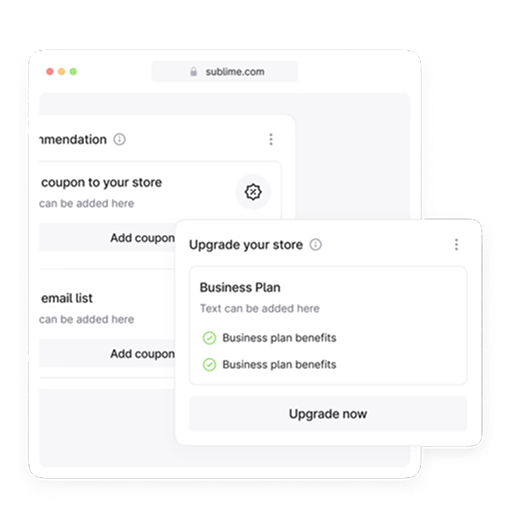 sublime.com
mmendation
coupon to your store
can be added here
Add coupon
email list
can be added here
Add coupon
Upgrade your store
Business Plan
Text can be added here
Business plan benefits
Business plan benefits
Upgrade now